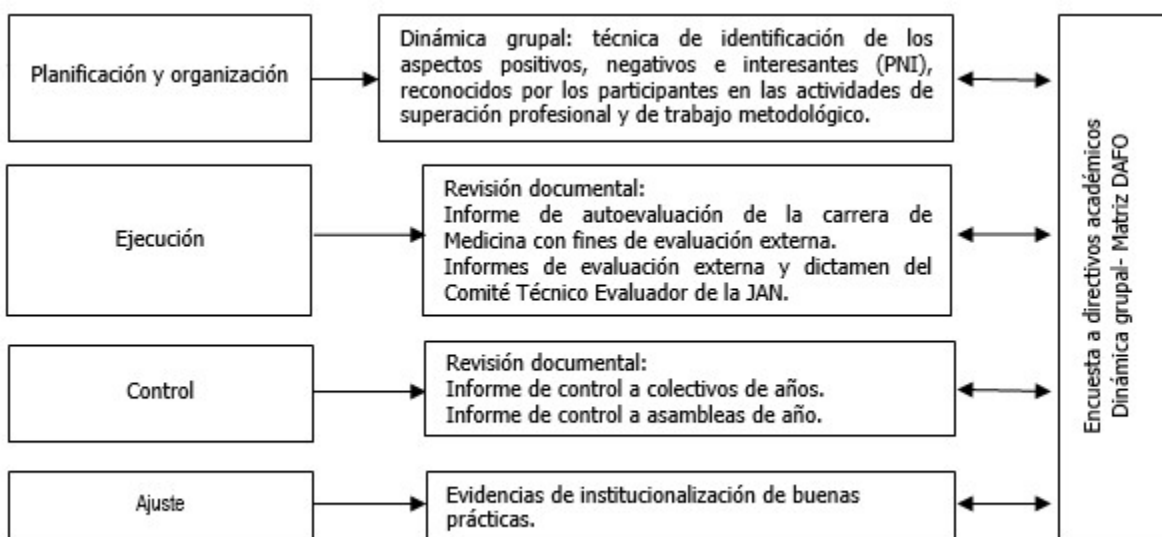 Planificación y organización
Dinámica grupal: técnica de identificación de los
aspectos positivos, negativos e interesantes (PNI),
reconocidos por los participantes en las actividades de
superación profesional y de trabajo metodológico.
Ejecución
Revisión documental:
Informe de autoevaluación de la carrera de
Medicina con fines de evaluación externa.
Informes de evaluación externa y dictamen del
Comité Técnico Evaluador de la JAN.
Control
Revisión documental:
Informe de control a colectivos de años.
Informe de control a asambleas de año.
Ajuste
Evidencias de institucionalización de buenas
prácticas.
Encuesta a directivos académicos
Dinámica grupal- Matriz DAFO